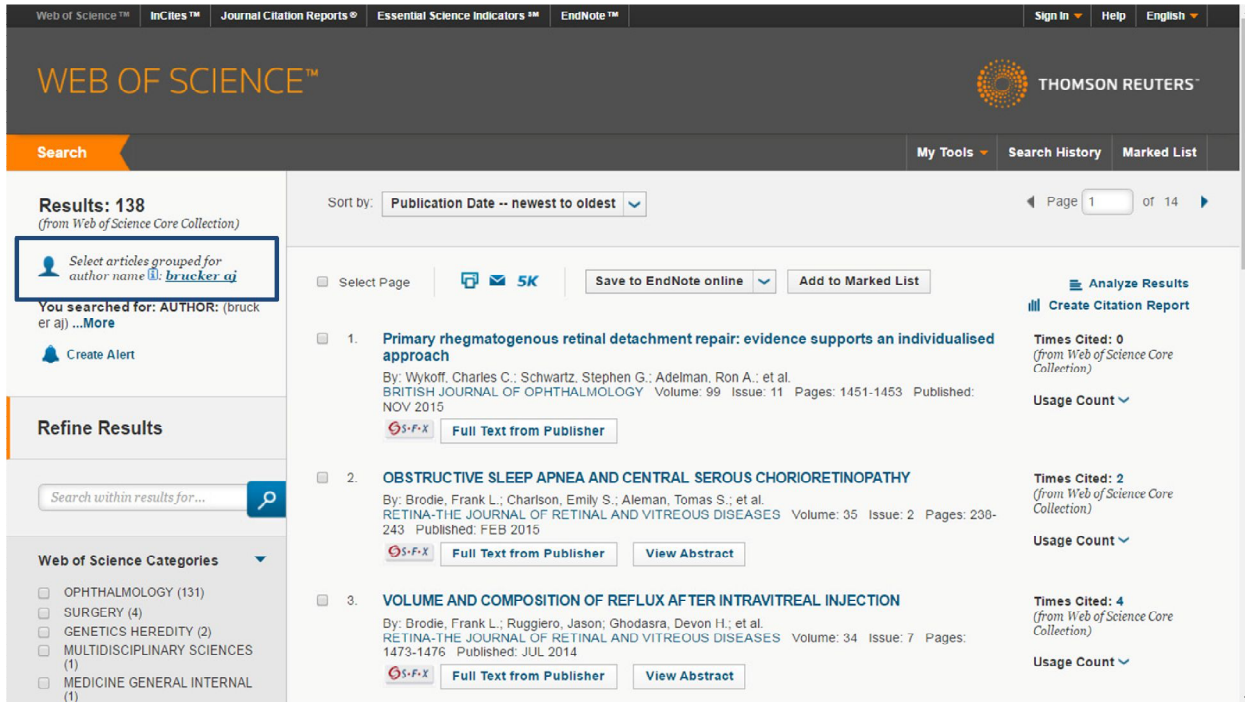 Web of Science™ InCites™ Journal Citation Reports® Essential Science Indicators SM EndNote™ Sign In Help English
WEB OF SCIENCE™
THOMSON REUTERS™
Search My Tools Search History Marked List
Results: 138
(from Web of Science Core Collection)
Select articles grouped for
author name : brucker aj
You searched for: AUTHOR: (bruck
er aj) ...More
Create Alert
Refine Results
Search within results for...
Web of Science Categories
OPHTHALMOLOGY (131)
SURGERY (4)
GENETICS HEREDITY (2)
MULTIDISCIPLINARY SCIENCES
(1)
MEDICINE GENERAL INTERNAL
(1)
Sort by: Publication Date -- newest to oldest
Page 1 of 14
Select Page 5K Save to EndNote online Add to Marked List
Analyze Results
Create Citation Report
1. Primary rhegmatogenous retinal detachment repair: evidence supports an individualised
approach
By: Wykoff, Charles C.; Schwartz, Stephen G.; Adelman, Ron A.; et al.
BRITISH JOURNAL OF OPHTHALMOLOGY Volume: 99 Issue: 11 Pages: 1451-1453 Published:
NOV 2015
S·F·X Full Text from Publisher
Times Cited: 0
(from Web of Science Core
Collection)
Usage Count
2. OBSTRUCTIVE SLEEP APNEA AND CENTRAL SEROUS CHORIORETINOPATHY
By: Brodie, Frank L.; Charlson, Emily S.; Aleman, Tomas S.; et al.
RETINA-THE JOURNAL OF RETINAL AND VITREOUS DISEASES Volume: 35 Issue: 2 Pages: 238-
243 Published: FEB 2015
S·F·X Full Text from Publisher View Abstract
Times Cited: 2
(from Web of Science Core
Collection)
Usage Count
3. VOLUME AND COMPOSITION OF REFLUX AFTER INTRAVITREAL INJECTION
By: Brodie, Frank L.; Ruggiero, Jason; Ghodasra, Devon H.; et al.
RETINA-THE JOURNAL OF RETINAL AND VITREOUS DISEASES Volume: 34 Issue: 7 Pages:
1473-1476 Published: JUL 2014
S·F·X Full Text from Publisher View Abstract
Times Cited: 4
(from Web of Science Core
Collection)
Usage Count